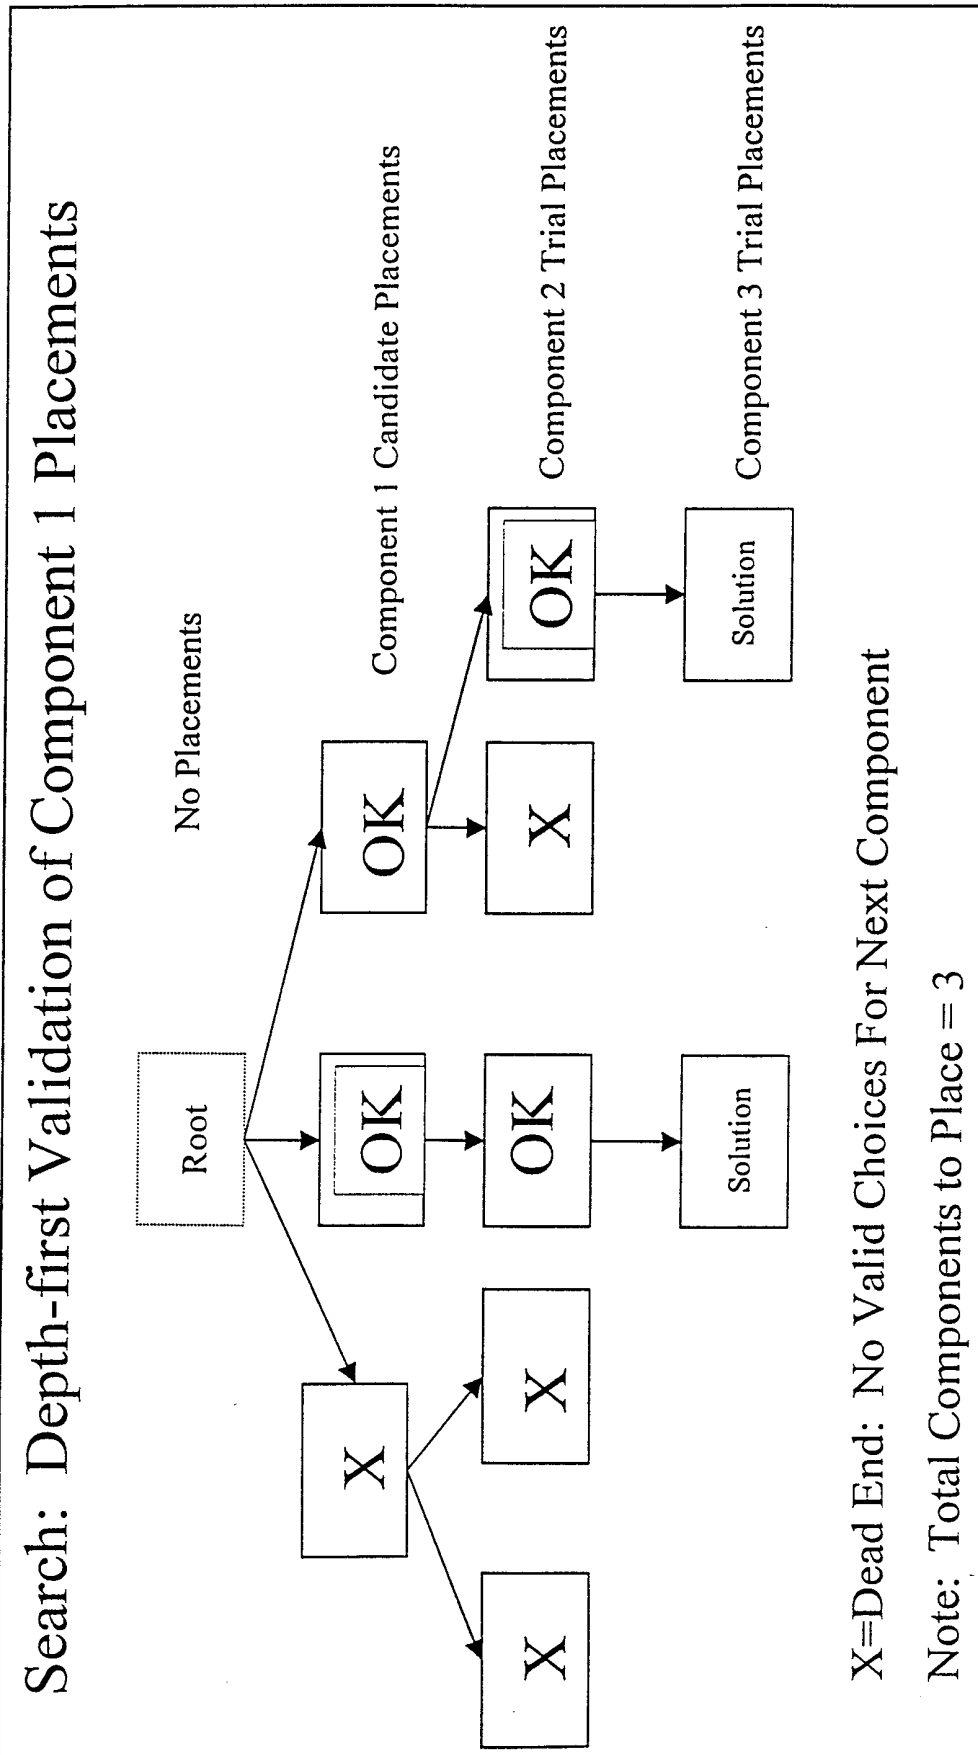 Search: Depth-first Validation of Component 1 Placements
Root
No Placements
X
OK
OK
Component 1 Candidate Placements
X
X
OK
X
OK
Component 2 Trial Placements
Solution
Solution
Component 3 Trial Placements
X=Dead End: No Valid Choices For Next Component
Note: Total Components to Place = 3